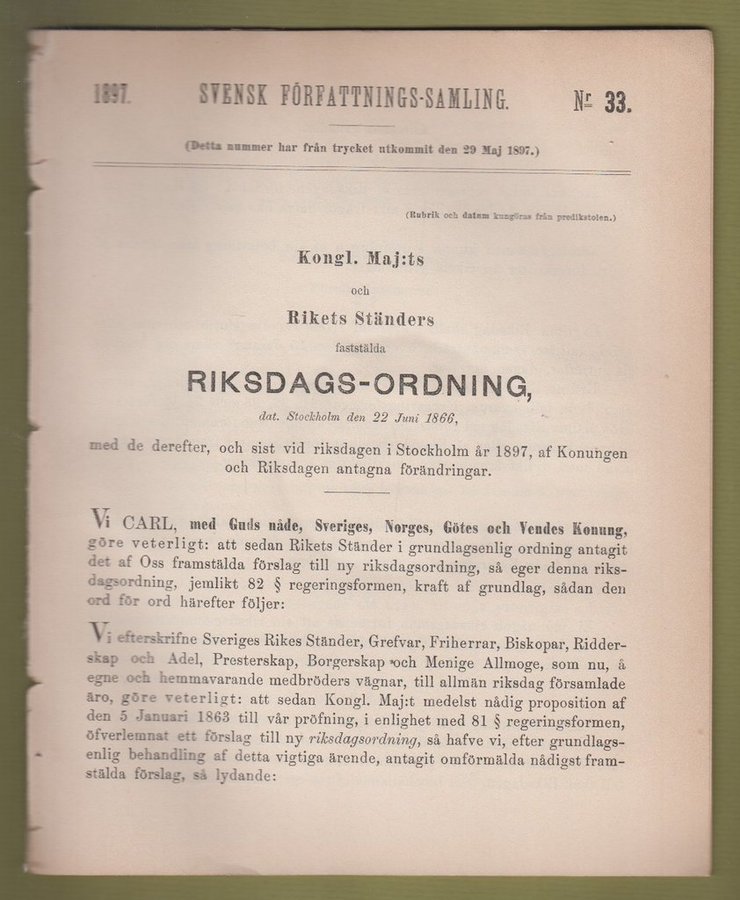 1897. SVENSK FÖRFATTNINGS-SAMLING. Nr 33.
(Detta nummer har från trycket utkommit den 29 Maj 1897.)
(Rubrik och datum kungöras från predikstolen.)
Kongl. Maj:ts
och
Rikets Ständers
faststälda
RIKSDAGS-ORDNING,
dat. Stockholm den 22 Juni 1866,
med de derefter, och sist vid riksdagen i Stockholm år 1897, af Konungen
och Riksdagen antagna förändringar.
Vi CARL, med Guds nåde, Sveriges, Norges, Götes och Vendes Konung,
göre veterligt: att sedan Rikets Ständer i grundlagsenlig ordning antagit
det af Oss framstälda förslag till ny riksdagsordning, så eger denna riks-
dagsordning, jemlikt 82 § regeringsformen, kraft af grundlag, sådan den
ord för ord härefter följer:
Vi efterskrifne Sveriges Rikes Ständer, Grefvar, Friherrar, Biskopar, Ridder-
skap och Adel, Presterskap, Borgerskap och Menige Allmoge, som nu, å
egne och hemmavarande medbröders vägnar, till allmän riksdag församlade
äro, göre veterligt: att sedan Kongl. Maj:t medelst nådig proposition af
den 5 Januari 1863 till vår pröfning, i enlighet med 81 § regeringsformen,
öfverlemnat ett förslag till ny riksdagsordning, så hafve vi, efter grundlags-
enlig behandling af detta vigtiga ärende, antagit omförmälda nådigst fram-
stälda förslag, så lydande: